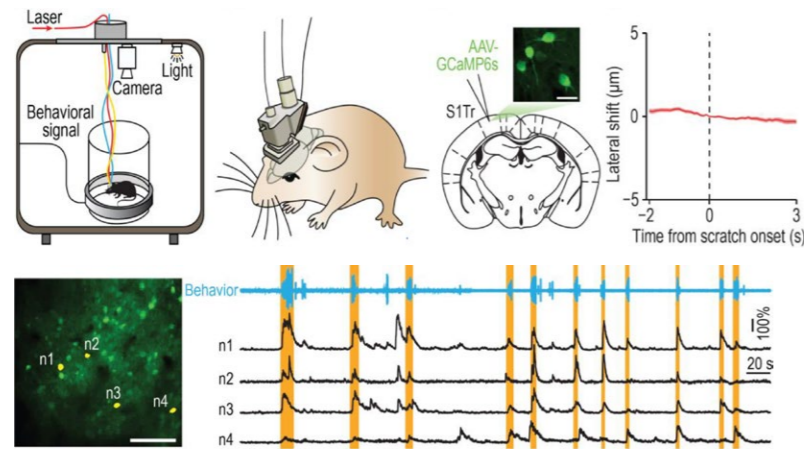 Laser
Camera
Light
Behavioral
signal
AAV-
GCaMP6s
S1Tr
5
0
−5
Lateral shift (µm)
−2
0
3
Time from scratch onset (s)
Behavior
n1
n2
n3
n4
n1
n2
n3
n4
100%
20 s